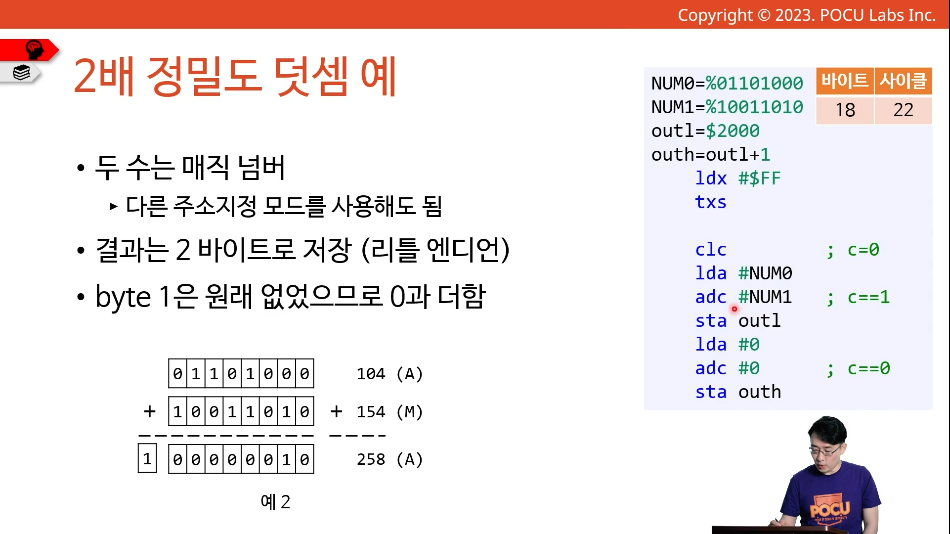 Copyright © 2023. POCU Labs Inc.
2배 정밀도 덧셈 예
• 두 수는 매직 넘버
‣ 다른 주소지정 모드를 사용해도 됨
• 결과는 2 바이트로 저장 (리틀 엔디언)
• byte 1은 원래 없었으므로 0과 더함
0 1 1 0 1 0 0 0 104 (A)
+ 1 0 0 1 1 0 1 0 + 154 (M)
1 0 0 0 0 0 0 1 0 258 (A)
예 2
바이트 사이클
18 22
NUM0=%01101000
NUM1=%10011010
outl=$2000
outh=outl+1
ldx #$FF
txs
clc ; c=0
lda #NUM0
adc #NUM1 ; c==1
sta outl
lda #0
adc #0 ; c==0
sta outh
POCU